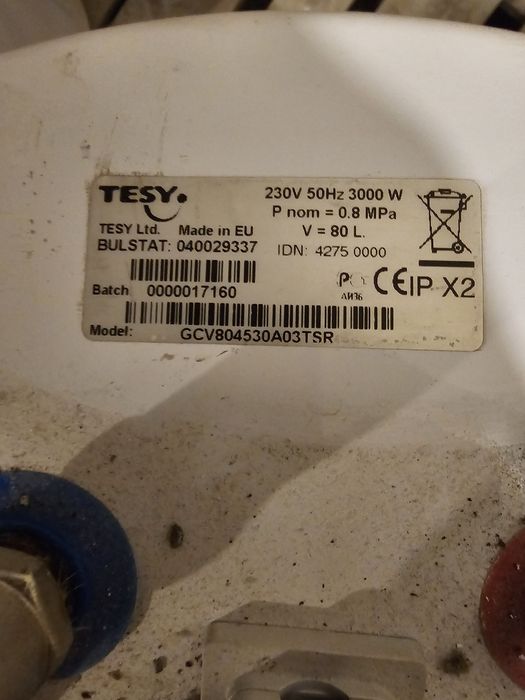 TESY
TESY Ltd. Made in EU
BULSTAT: 040029337
230V 50Hz 3000 W
P nom = 0.8 MPa
V = 80 L.
IDN: 4275 0000
Batch 0000017160
АИ36
CE IP X2
Model: GCV804530A03TSR